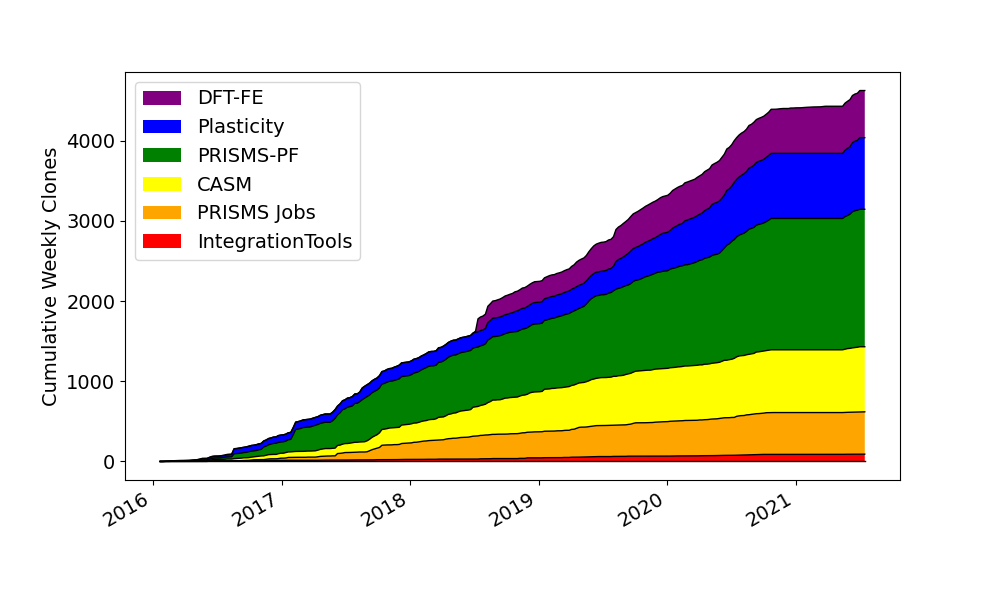 DFT-FE
Plasticity
PRISMS-PF
CASM
PRISMS Jobs
IntegrationTools
Cumulative Weekly Clones
4000
3000
2000
1000
0
2016
2017
2018
2019
2020
2021